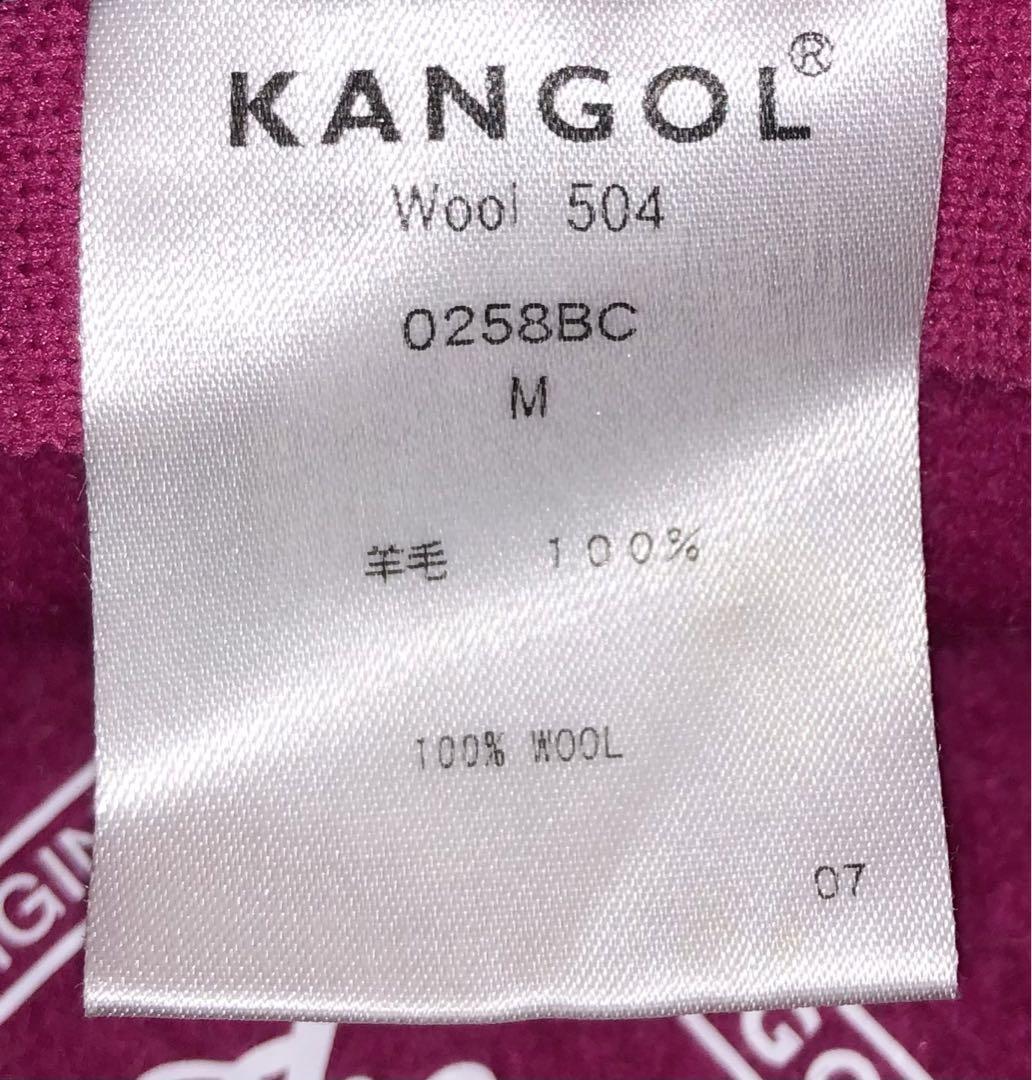 KANGOL®
Wool 504
0258BC
M
羊毛 100%
100% WOOL
07